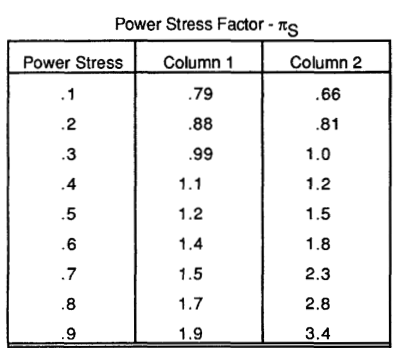 Power Stress Factor - πS
Power Stress Column 1 Column 2
.1 .79 .66
.2 .88 .81
.3 .99 1.0
.4 1.1 1.2
.5 1.2 1.5
.6 1.4 1.8
.7 1.5 2.3
.8 1.7 2.8
.9 1.9 3.4